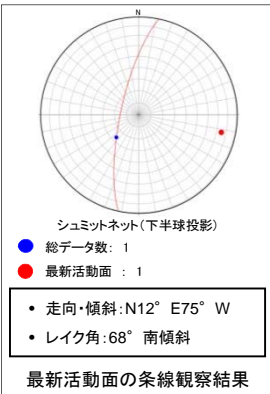 N
シュミットネット(下半球投影)
総データ数: 1
最新活動面 : 1
• 走向・傾斜:N12° E75° W
• レイク角:68° 南傾斜
最新活動面の条線観察結果